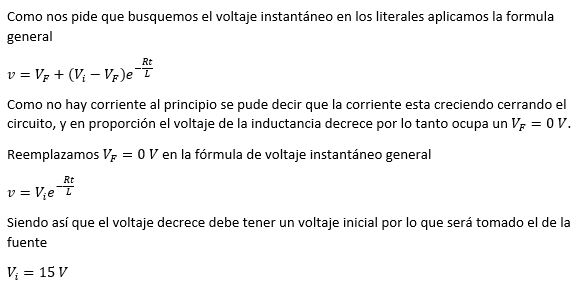 Como nos pide que busquemos el voltaje instantáneo en los literales aplicamos la formula
general
v = V_F + (V_i − V_F)e^{−\frac{Rt}{L}}
Como no hay corriente al principio se pude decir que la corriente esta creciendo cerrando el
circuito, y en proporción el voltaje de la inductancia decrece por lo tanto ocupa un V_F = 0 V.
Reemplazamos V_F = 0 V en la fórmula de voltaje instantáneo general
v = V_i e^{−\frac{Rt}{L}}
Siendo así que el voltaje decrece debe tener un voltaje inicial por lo que será tomado el de la
fuente
V_i = 15 V